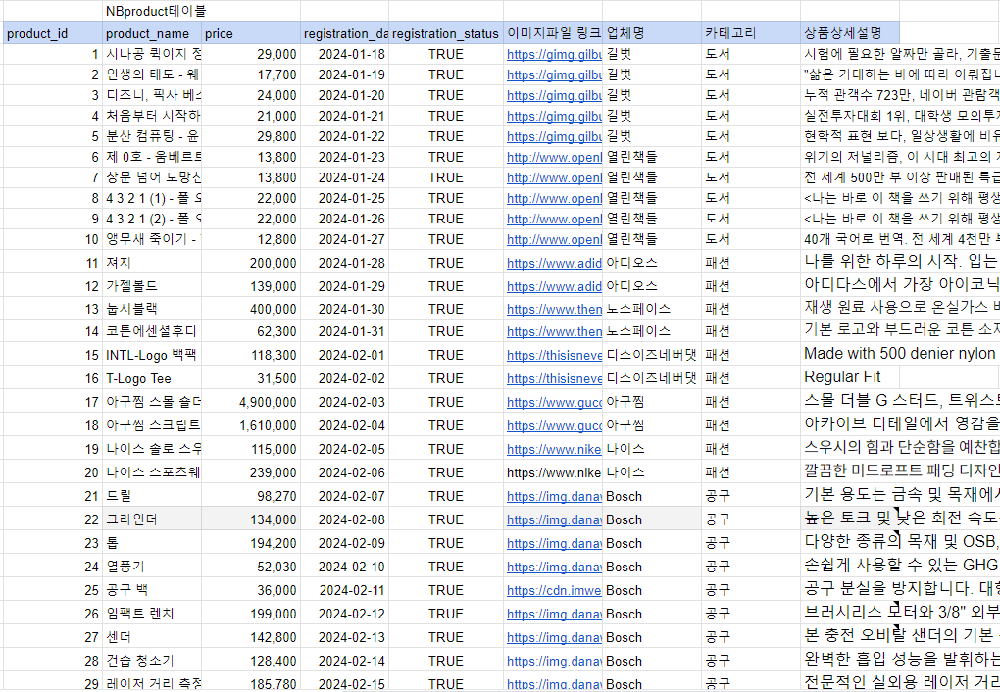 NBproduct테이블
product_id product_name price registration_da registration_status 이미지파일 링크 업체명 카테고리 상품상세설명
1 시나공 퀵이지 정 29,000 2024-01-18 TRUE https://gimg.gilbu 길벗 도서 시험에 필요한 알짜만 골라, 기출문
2 인생의 태도 - 웨 17,700 2024-01-19 TRUE https://gimg.gilbu 길벗 도서 "삶은 기대하는 바에 따라 이뤄집니
3 디즈니, 픽사 베스 24,000 2024-01-20 TRUE https://gimg.gilbu 길벗 도서 누적 관객수 723만, 네이버 관람객
4 처음부터 시작하 21,000 2024-01-21 TRUE https://gimg.gilbu 길벗 도서 실전투자대회 1위, 대학생 모의투자
5 분산 컴퓨팅 - 윤 29,800 2024-01-22 TRUE https://gimg.gilbu 길벗 도서 현학적 표현 보다, 일상생활에 비유
6 제 0호 - 움베르트 13,800 2024-01-23 TRUE http://www.openl 열린책들 도서 위기의 저널리즘, 이 시대 최고의
7 창문 넘어 도망친 13,800 2024-01-24 TRUE http://www.openl 열린책들 도서 전 세계 500만 부 이상 판매된 특급
8 4 3 2 1 (1) - 폴 오 22,000 2024-01-25 TRUE http://www.openl 열린책들 도서 <나는 바로 이 책을 쓰기 위해 평생
9 4 3 2 1 (2) - 폴 오 22,000 2024-01-26 TRUE http://www.openl 열린책들 도서 <나는 바로 이 책을 쓰기 위해 평생
10 앵무새 죽이기 - 12,800 2024-01-27 TRUE http://www.openl 열린책들 도서 40개 국어로 번역. 전 세계 4천만
11 져지 200,000 2024-01-28 TRUE https://www.adid 아디오스 패션 나를 위한 하루의 시작. 입는
12 가젤볼드 139,000 2024-01-29 TRUE https://www.adid 아디오스 패션 아디다스에서 가장 아이코닉
13 눕시블랙 400,000 2024-01-30 TRUE https://www.then 노스페이스 패션 재생 원료 사용으로 온실가스
14 코튼에센셜후디 62,300 2024-01-31 TRUE https://www.then 노스페이스 패션 기본 로고와 부드러운 코튼 소재
15 INTL-Logo 백팩 118,300 2024-02-01 TRUE https://thisisneve 디스이즈네버댓 패션 Made with 500 denier nylon
16 T-Logo Tee 31,500 2024-02-02 TRUE https://thisisneve 디스이즈네버댓 패션 Regular Fit
17 아구찜 스몰 숄더 4,900,000 2024-02-03 TRUE https://www.gucc 아구찜 패션 스몰 더블 G 스터드, 트위스트
18 아구찜 스크립트 1,610,000 2024-02-04 TRUE https://www.gucc 아구찜 패션 아카이브 디테일에서 영감을
19 나이스 솔로 스우 115,000 2024-02-05 TRUE https://www.nike 나이스 패션 스우시의 힘과 단순함을 예찬합
20 나이스 스포츠웨 239,000 2024-02-06 TRUE https://www.nike 나이스 패션 깔끔한 미드로프트 패딩 디자인
21 드릴 98,270 2024-02-07 TRUE https://img.danaw Bosch 공구 기본 용도는 금속 및 목재에서
22 그라인더 134,000 2024-02-08 TRUE https://img.danaw Bosch 공구 높은 토크 및 낮은 회전 속도
23 톱 194,200 2024-02-09 TRUE https://img.danaw Bosch 공구 다양한 종류의 목재 및 OSB,
24 열풍기 52,030 2024-02-10 TRUE https://img.danaw Bosch 공구 손쉽게 사용할 수 있는 GHG
25 공구 백 36,000 2024-02-11 TRUE https://cdn.imwe Bosch 공구 공구 분실을 방지합니다. 대형
26 임팩트 렌치 199,000 2024-02-12 TRUE https://img.danaw Bosch 공구 브러시리스 모터와 3/8" 외부
27 센더 142,800 2024-02-13 TRUE https://img.danaw Bosch 공구 본 충전 오비탈 샌더의 기본
28 건습 청소기 128,400 2024-02-14 TRUE https://img.danaw Bosch 공구 완벽한 흡입 성능을 발휘하는
29 레이저 거리 측정 185,780 2024-02-15 TRUE https://img.danaw Bosch 공구 전문적인 실외용 레이저 거리